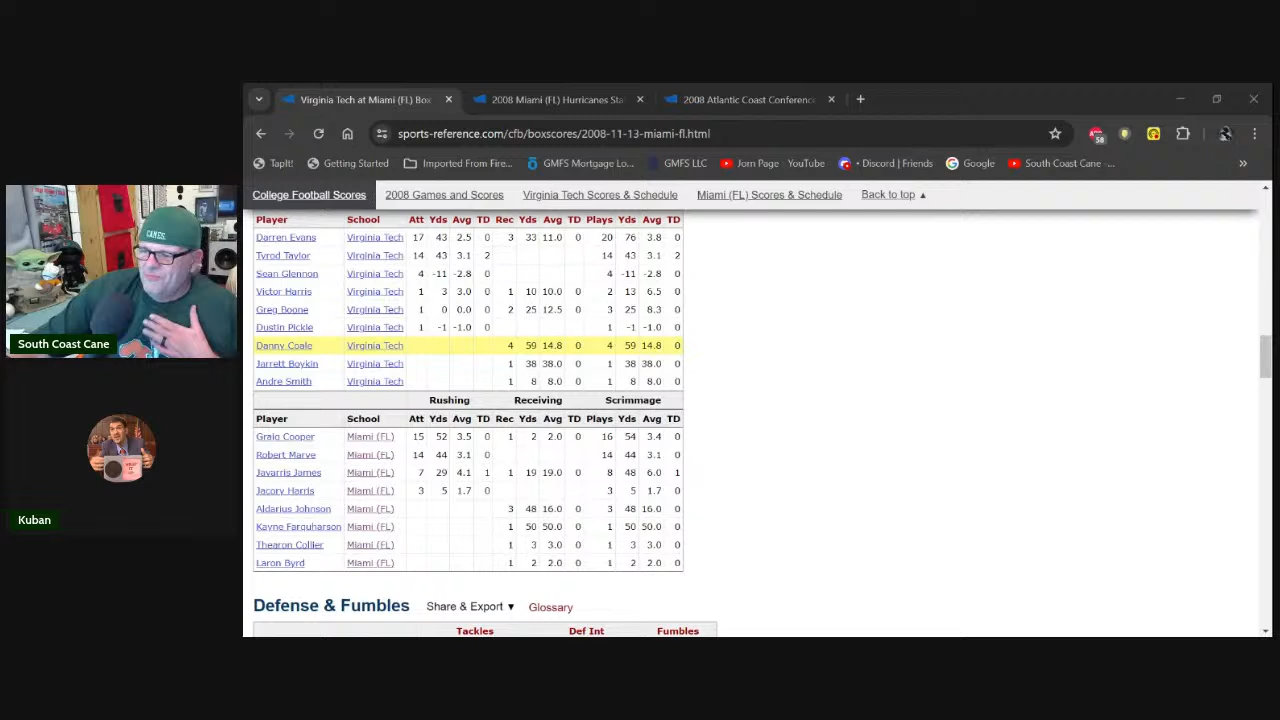 Virginia Tech at Miami (FL) Box
2008 Miami (FL) Hurricanes Sta
2008 Atlantic Coast Conference
sports-reference.com/cfb/boxscores/2008-11-13-miami-fl.html
58
TapIt!
Getting Started
Imported From Fire...
GMFS Mortgage Lo...
GMFS LLC
Jorn Page YouTube
• Discord | Friends
Google
South Coast Cane -...
»
College Football Scores
2008 Games and Scores
Virginia Tech Scores & Schedule
Miami (FL) Scores & Schedule
Back to top ▲
Player School Att Yds Avg TD Rec Yds Avg TD Plays Yds Avg TD
Darren Evans Virginia Tech 17 43 2.5 0 3 33 11.0 0 20 76 3.8 0
Tyrod Taylor Virginia Tech 14 43 3.1 2 14 43 3.1 2
Sean Glennon Virginia Tech 4 -11 -2.8 0 4 -11 -2.8 0
Victor Harris Virginia Tech 1 3 3.0 0 1 10 10.0 0 2 13 6.5 0
Greg Boone Virginia Tech 1 0 0.0 0 2 25 12.5 0 3 25 8.3 0
Dustin Pickle Virginia Tech 1 -1 -1.0 0 1 -1 -1.0 0
Danny Coale Virginia Tech 4 59 14.8 0 4 59 14.8 0
Jarrett Boykin Virginia Tech 1 38 38.0 0 1 38 38.0 0
Andre Smith Virginia Tech 1 8 8.0 0 1 8 8.0 0
Rushing Receiving Scrimmage
Player School Att Yds Avg TD Rec Yds Avg TD Plays Yds Avg TD
Graig Cooper Miami (FL) 15 52 3.5 0 1 2 2.0 0 16 54 3.4 0
Robert Marve Miami (FL) 14 44 3.1 0 14 44 3.1 0
Javarris James Miami (FL) 7 29 4.1 1 1 19 19.0 0 8 48 6.0 1
Jacory Harris Miami (FL) 3 5 1.7 0 3 5 1.7 0
Aldarius Johnson Miami (FL) 3 48 16.0 0 3 48 16.0 0
Kayne Farquharson Miami (FL) 1 50 50.0 0 1 50 50.0 0
Thearon Collier Miami (FL) 1 3 3.0 0 1 3 3.0 0
Laron Byrd Miami (FL) 1 2 2.0 0 1 2 2.0 0
Defense & Fumbles Share & Export ▼ Glossary
Tackles Def Int Fumbles
CANES
South Coast Cane
Kuban